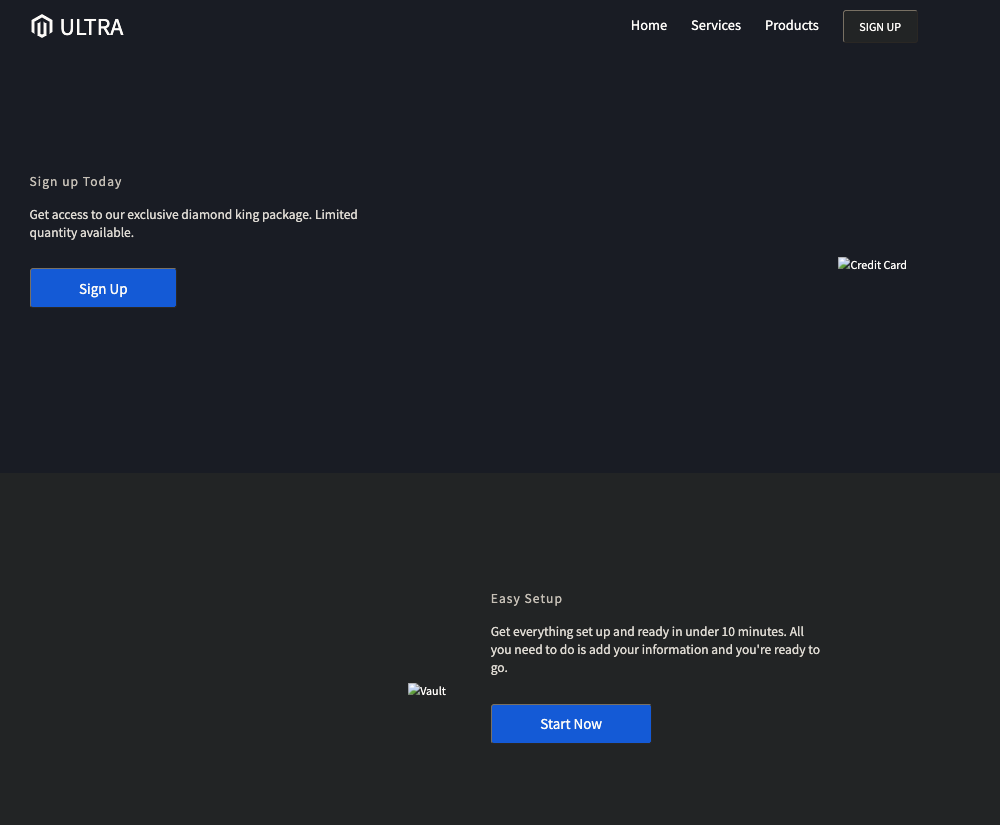 ULTRA
Home Services Products SIGN UP
Sign up Today
Get access to our exclusive diamond king package. Limited
quantity available.
Sign Up
Credit Card
Easy Setup
Get everything set up and ready in under 10 minutes. All
you need to do is add your information and you're ready to
go.
Vault
Start Now